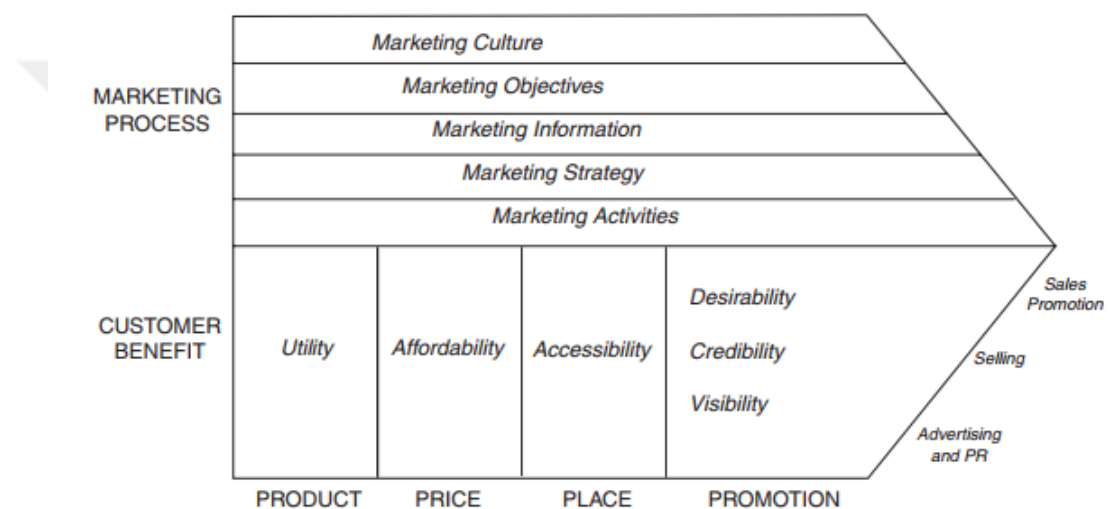 Marketing Culture
Marketing Objectives
MARKETING
PROCESS
Marketing Information
Marketing Strategy
Marketing Activities
CUSTOMER
BENEFIT
Utility
Affordability
Accessibility
Desirability
Credibility
Visibility
Sales
Promotion
Selling
Advertising
and PR
PRODUCT
PRICE
PLACE
PROMOTION